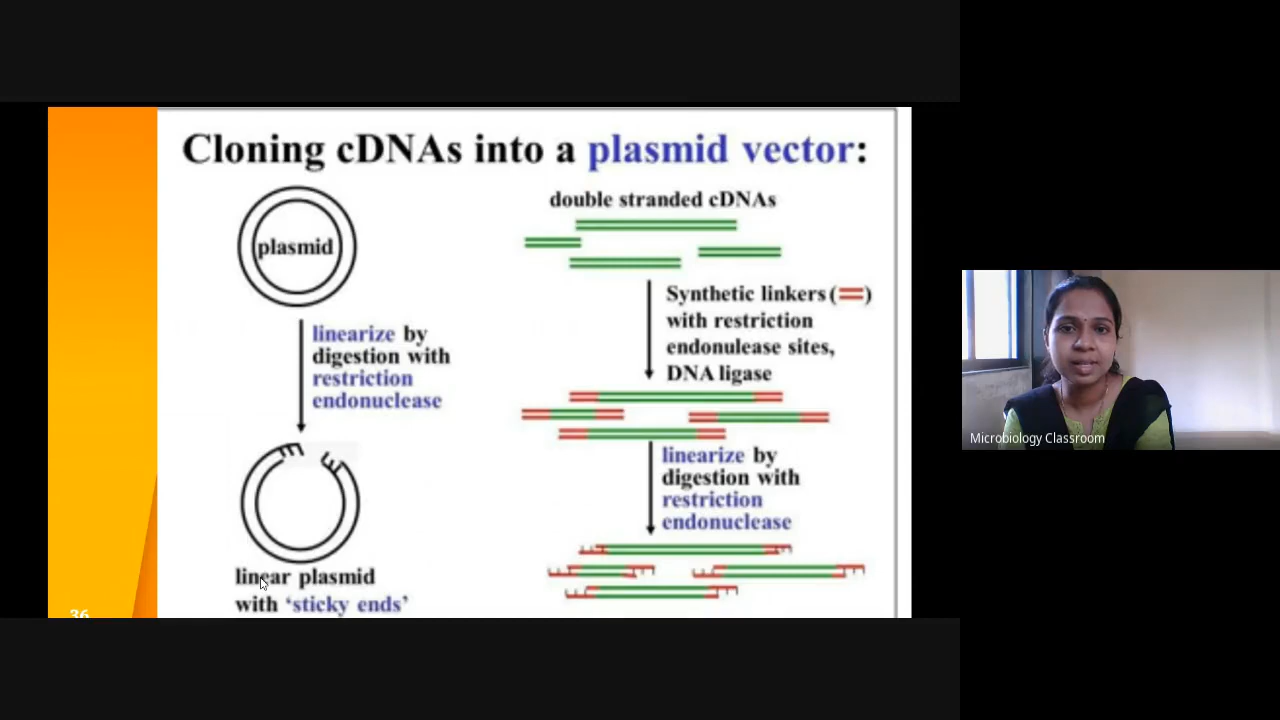 Cloning cDNAs into a plasmid vector:
plasmid
linearize by
digestion with
restriction
endonuclease
linear plasmid
with ‘sticky ends’
double stranded cDNAs
Synthetic linkers (=)
with restriction
endonulease sites,
DNA ligase
linearize by
digestion with
restriction
endonuclease
36
Microbiology Classroom